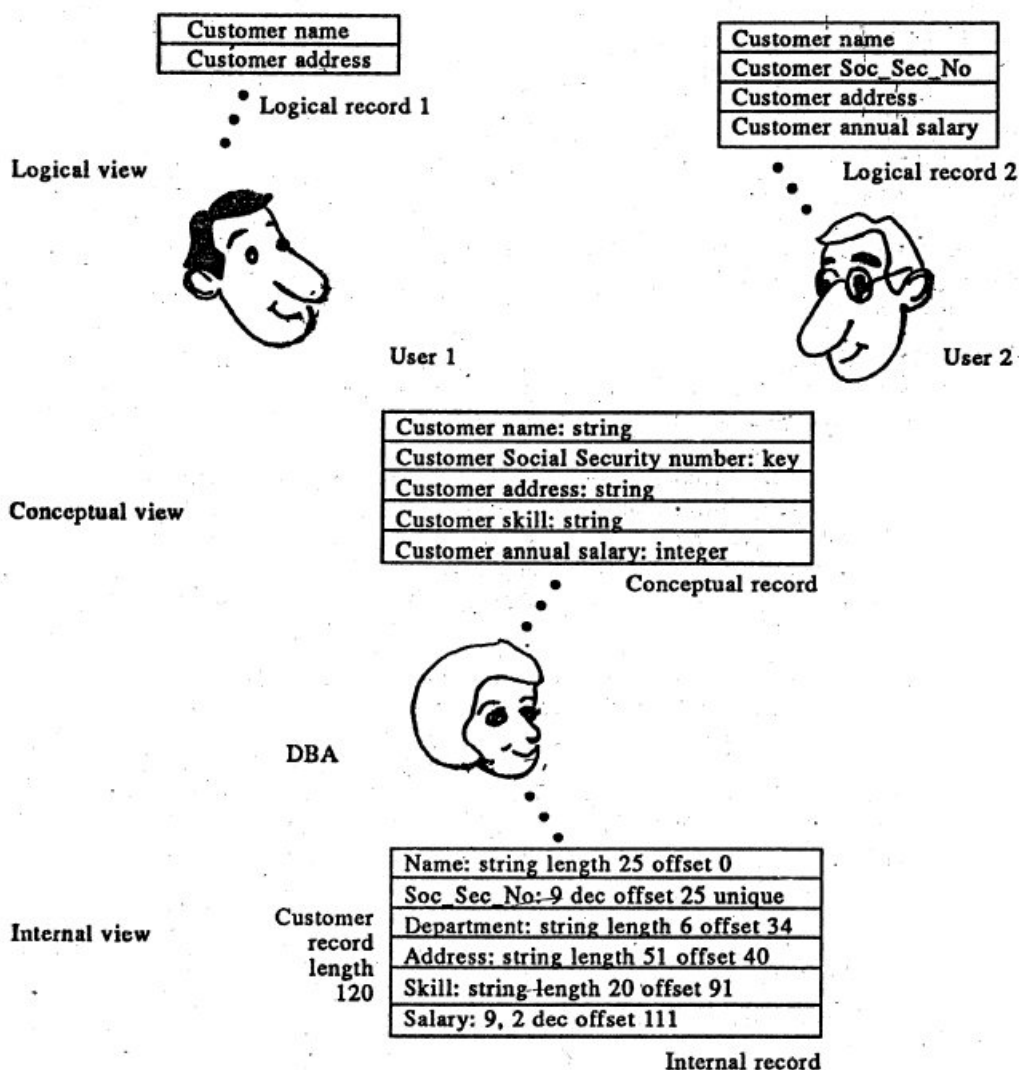 Customer name
Customer address
Logical record 1
Customer name
Customer Soc_Sec_No
Customer address
Customer annual salary
Logical record 2
Logical view
User 1
User 2
Customer name: string
Customer Social Security number: key
Customer address: string
Customer skill: string
Customer annual salary: integer
Conceptual record
Conceptual view
DBA
Name: string length 25 offset 0
Soc_Sec_No: 9 dec offset 25 unique
Department: string length 6 offset 34
Address: string length 51 offset 40
Skill: string length 20 offset 91
Salary: 9, 2 dec offset 111
Internal record
Internal view
Customer
record
length
120